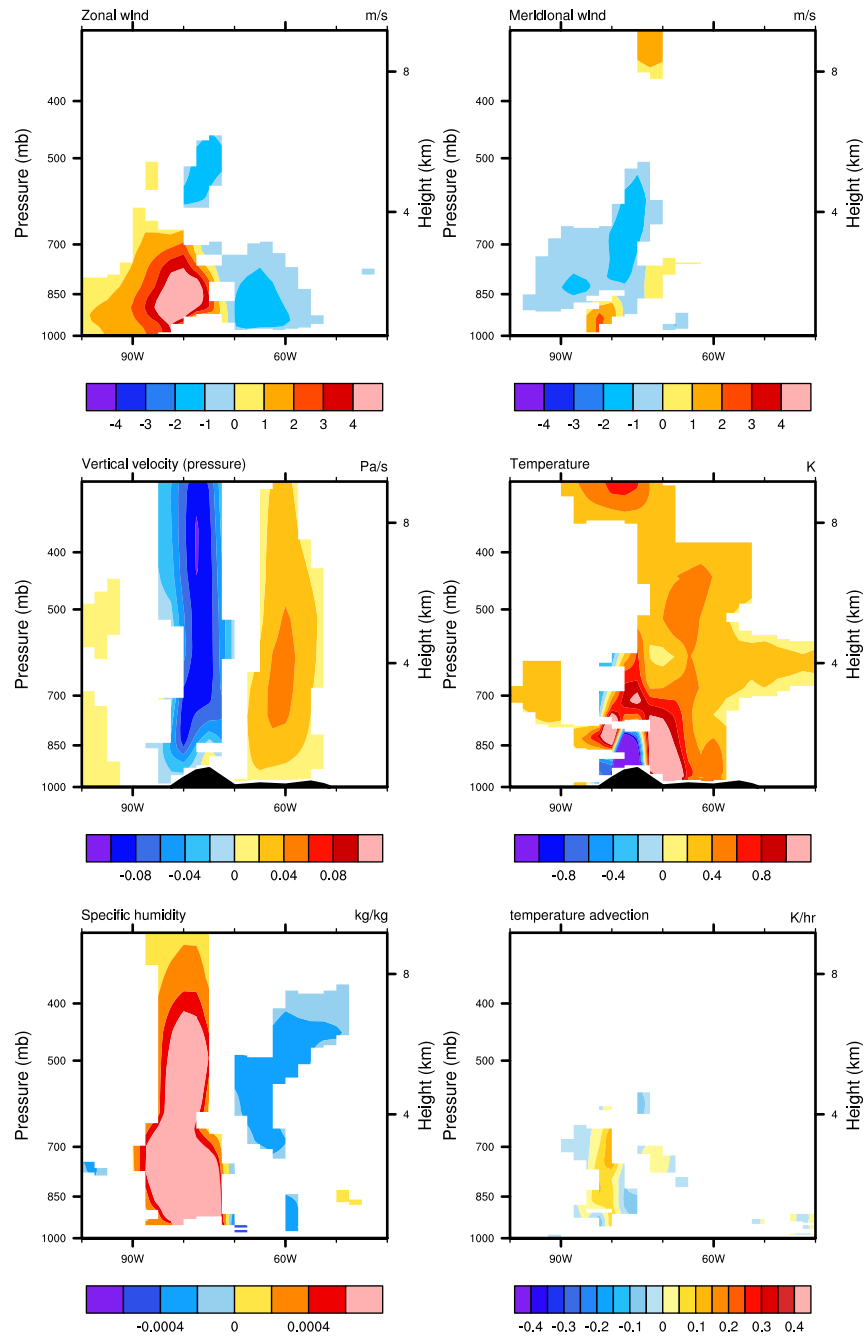 Zonal wind m/s
Pressure (mb)
400
500
700
850
1000
Height (km)
8
4
90W 60W
-4 -3 -2 -1 0 1 2 3 4
Meridional wind m/s
Pressure (mb)
400
500
700
850
1000
Height (km)
8
4
90W 60W
-4 -3 -2 -1 0 1 2 3 4
Vertical velocity (pressure) Pa/s
Pressure (mb)
400
500
700
850
1000
Height (km)
8
4
90W 60W
-0.08 -0.04 0 0.04 0.08
Temperature K
Pressure (mb)
400
500
700
850
1000
Height (km)
8
4
90W 60W
-0.8 -0.4 0 0.4 0.8
Specific humidity kg/kg
Pressure (mb)
400
500
700
850
1000
Height (km)
8
4
90W 60W
-0.0004 0 0.0004
temperature advection K/hr
Pressure (mb)
400
500
700
850
1000
Height (km)
8
4
90W 60W
-0.4 -0.3 -0.2 -0.1 0 0.1 0.2 0.3 0.4